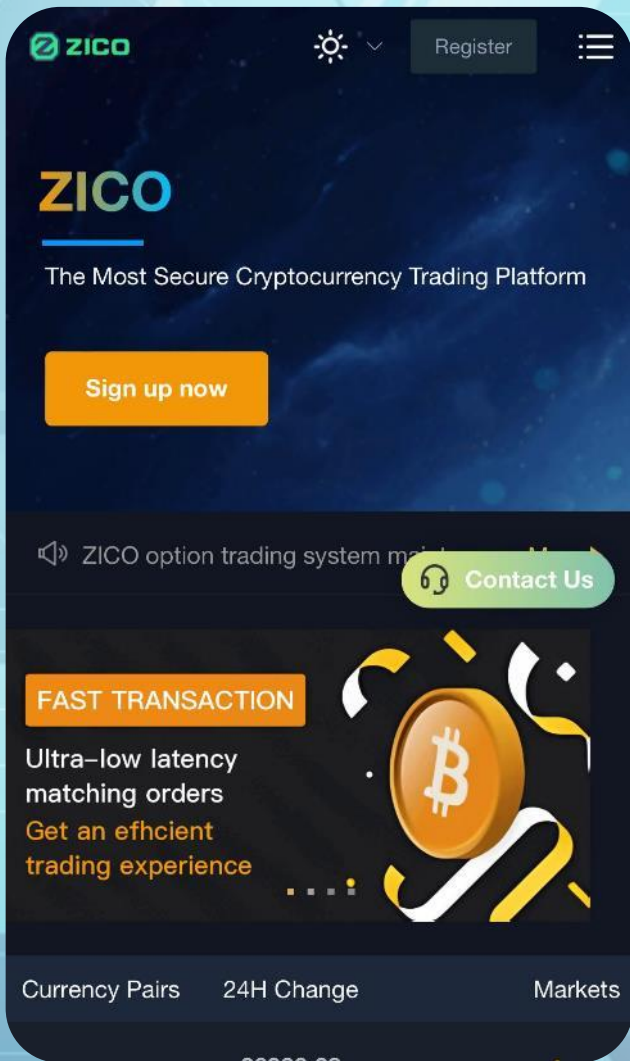 ZICO
Register
ZICO
The Most Secure Cryptocurrency Trading Platform
Sign up now
ZICO option trading system
Contact Us
FAST TRANSACTION
Ultra-low latency
matching orders
Get an efhcient
trading experience
Currency Pairs 24H Change Markets